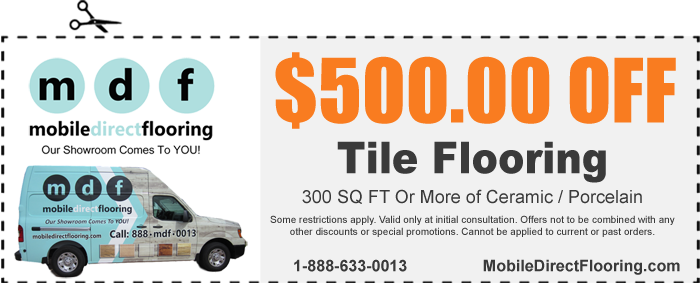 m d f
mobiledirectflooring
Our Showroom Comes To YOU!
m d f
mobiledirectflooring
Our Showroom Comes To YOU!
mobiledirectflooring.com
Call: 888-mdf-0013
$500.00 OFF
Tile Flooring
300 SQ FT Or More of Ceramic / Porcelain
Some restrictions apply. Valid only at initial consultation. Offers not to be combined with any
other discounts or special promotions. Cannot be applied to current or past orders.
1-888-633-0013
MobileDirectFlooring.com